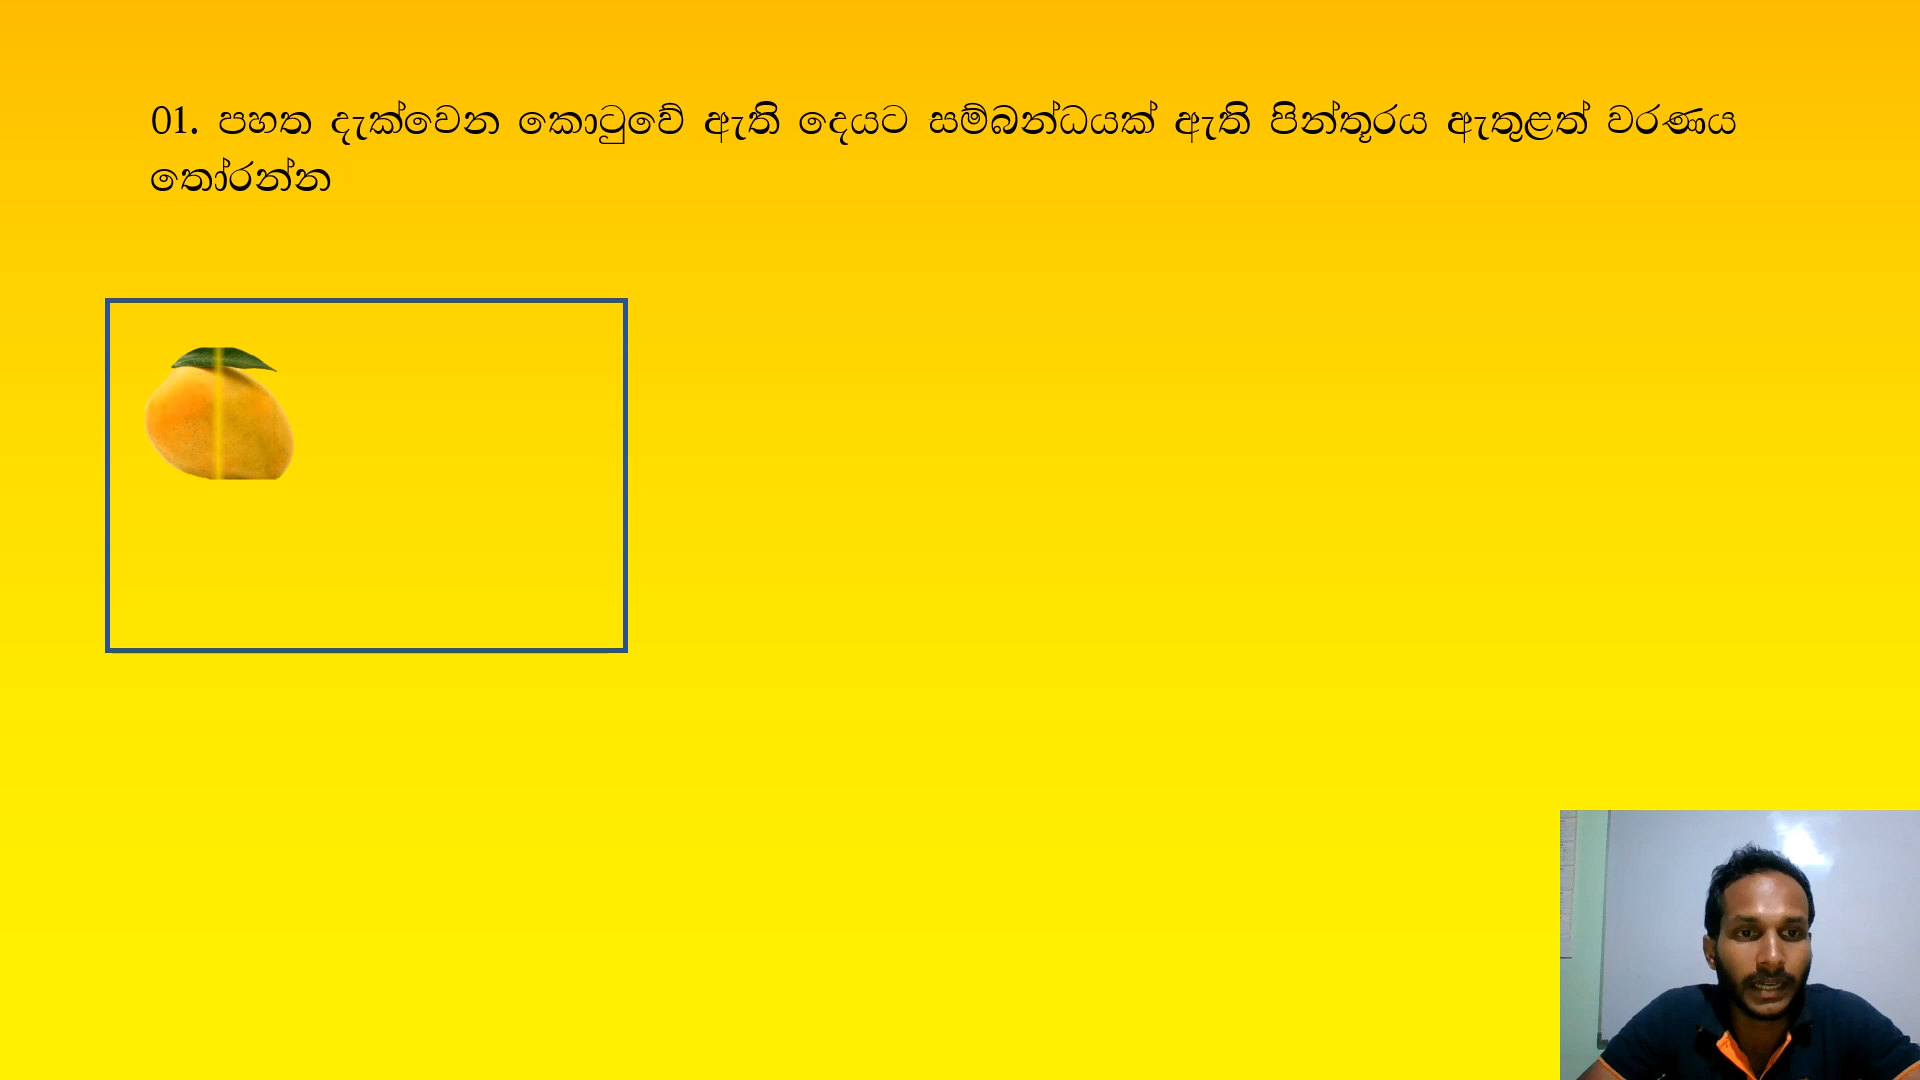 01. පහත දැක්වෙන කොටුවේ ඇති දෙයට සම්බන්ධයක් ඇති පින්තූරය ඇතුළත් වරණය
තෝරන්න